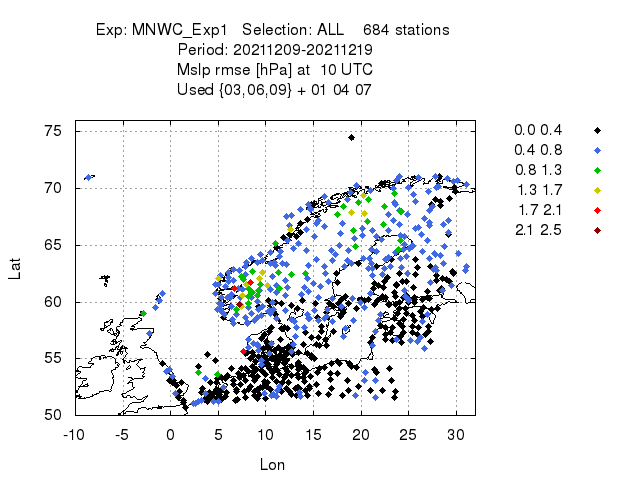 Exp: MNWC_Exp1   Selection: ALL    684 stations
Period: 20211209-20211219
Mslp rmse [hPa] at  10 UTC
Used {03,06,09} + 01 04 07
0.0 0.4
0.4 0.8
0.8 1.3
1.3 1.7
1.7 2.1
2.1 2.5
75
70
65
60
55
50
Lat
-10 -5 0 5 10 15 20 25 30
Lon